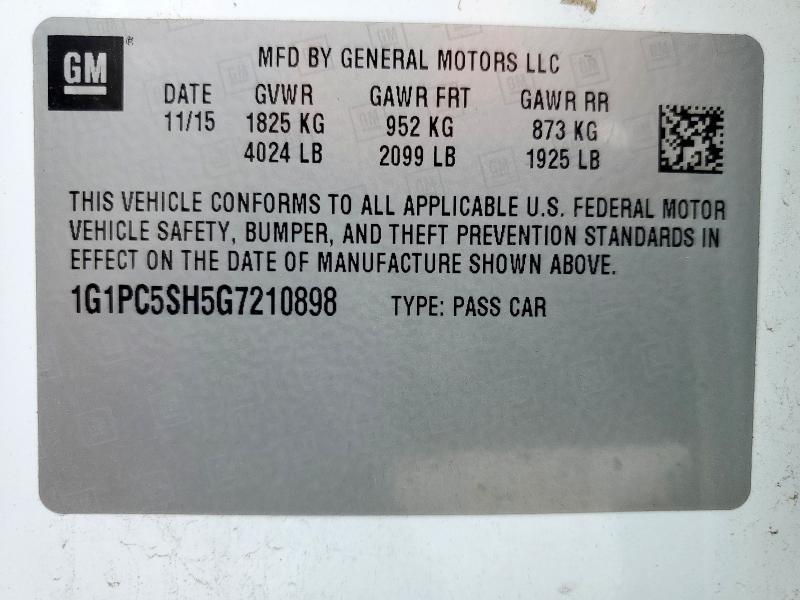 GM
MFD BY GENERAL MOTORS LLC
DATE GVWR GAWR FRT GAWR RR
11/15 1825 KG 952 KG 873 KG
4024 LB 2099 LB 1925 LB
THIS VEHICLE CONFORMS TO ALL APPLICABLE U.S. FEDERAL MOTOR
VEHICLE SAFETY, BUMPER, AND THEFT PREVENTION STANDARDS IN
EFFECT ON THE DATE OF MANUFACTURE SHOWN ABOVE.
1G1PC5SH5G7210898 TYPE: PASS CAR